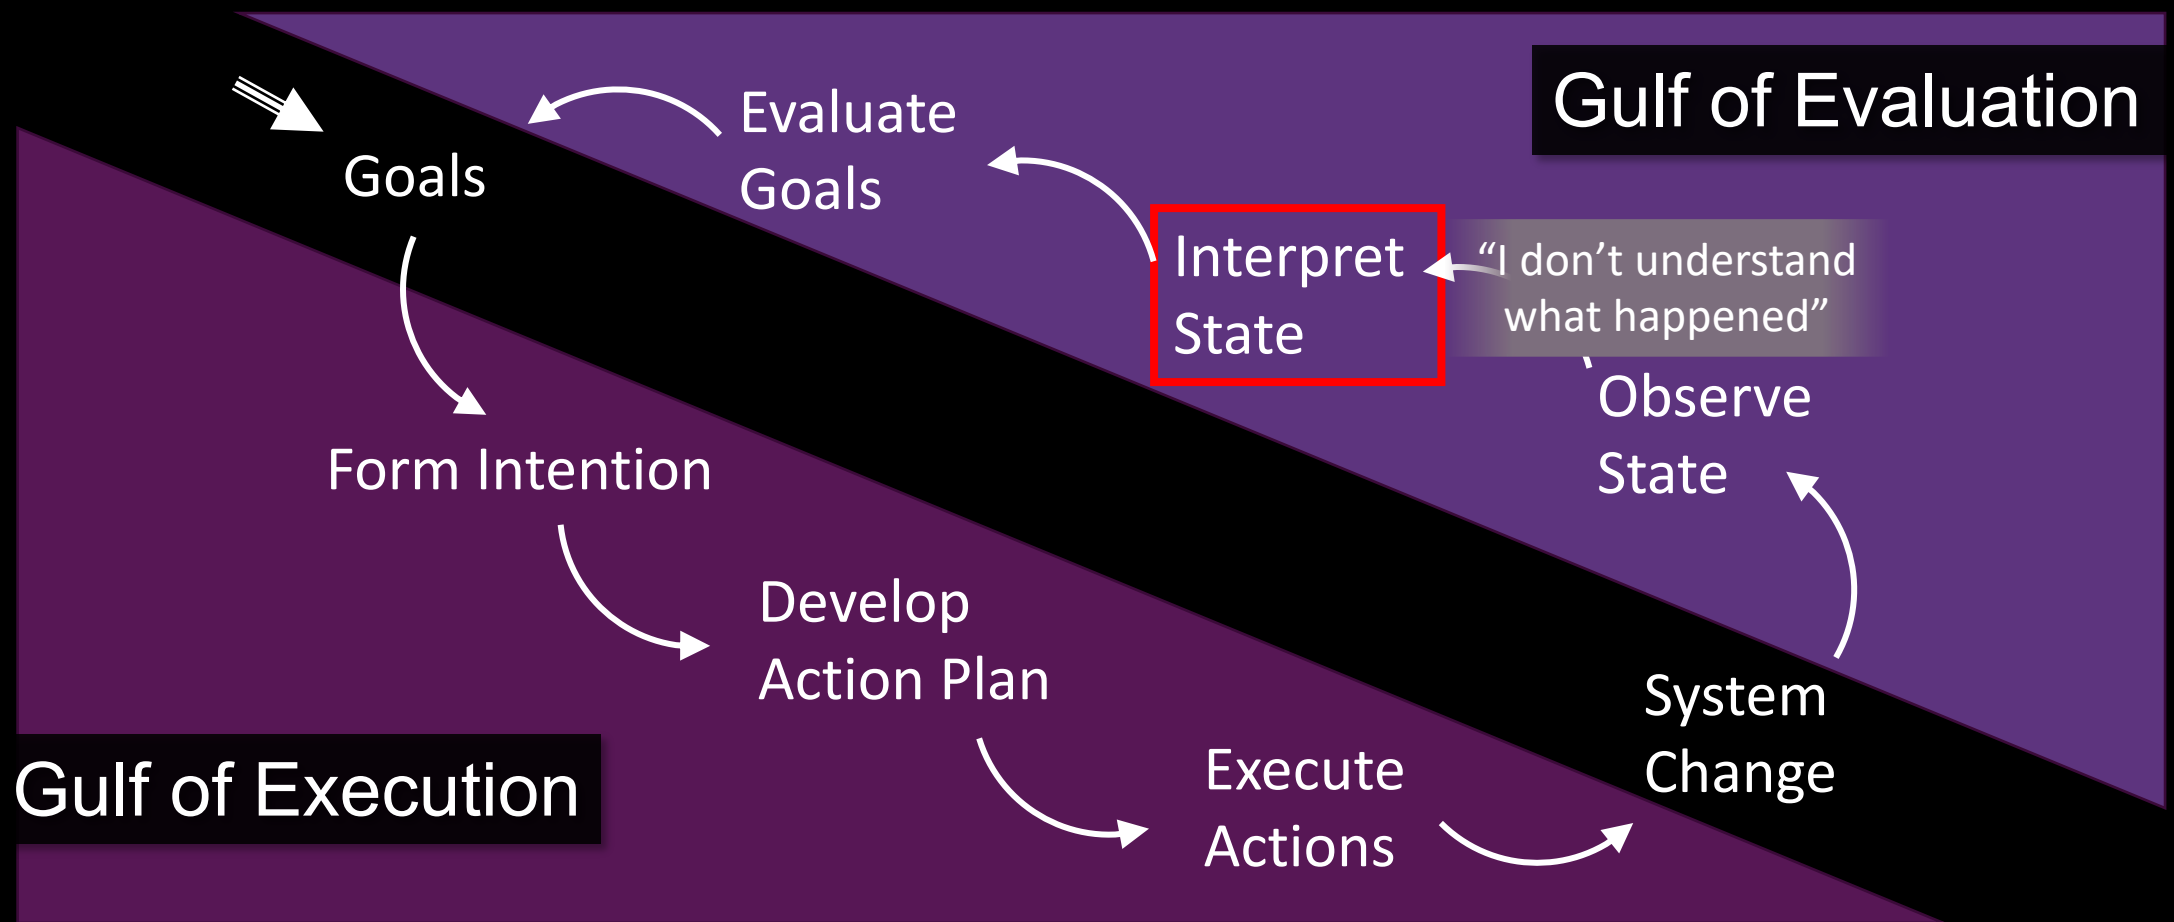 Gulf of Evaluation
Evaluate
Goals
Goals
Interpret
State
“I don’t understand
what happened”
Observe
State
Form Intention
Develop
Action Plan
System
Change
Gulf of Execution
Execute
Actions